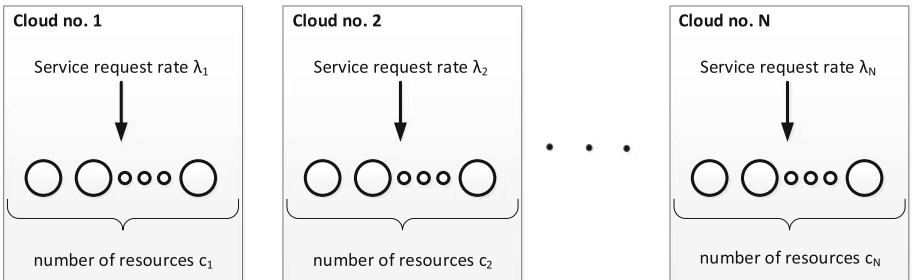 Cloud no. 1
Service request rate λ₁
number of resources c₁
Cloud no. 2
Service request rate λ₂
number of resources c₂
Cloud no. N
Service request rate λN
number of resources cN